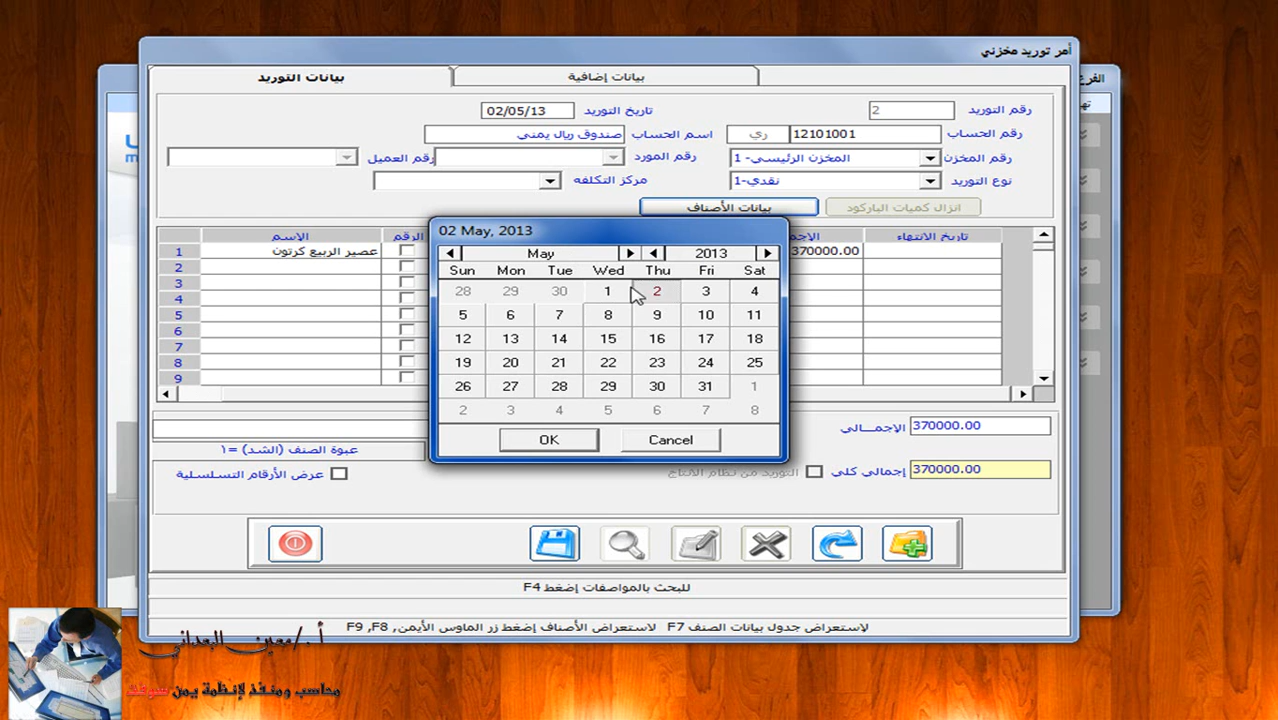 أمر توريد مخزني
الفرع
بيانات التوريد
بيانات إضافية
رقم التوريد 2
تاريخ التوريد 02/05/13
رقم الحساب 12101001 ري
اسم الحساب صندوق ريال يمني
رقم المخزن المخزن الرئيسي- 1
رقم المورد
رقم العميل
نوع التوريد نقدي-1
مركز التكلفه
انزال كميات الباركود
بيانات الأصناف
الاسم الرقم تاريخ الانتهاء
1 عصير الربيع كرتون 370000.00
2
3
4
5
6
7
8
9
02 May, 2013
May 2013
Sun Mon Tue Wed Thu Fri Sat
28 29 30 1 2 3 4
5 6 7 8 9 10 11
12 13 14 15 16 17 18
19 20 21 22 23 24 25
26 27 28 29 30 31 1
2 3 4 5 6 7 8
OK Cancel
الإجمـــالي 370000.00
عبوة الصنف (الشد) =١
إجمالي كلي 370000.00
التوريد من نظام الانتاج
عرض الأرقام التسلسلية
للبحث بالمواصفات إضغط F4
لإستعراض جدول بيانات الصنف F7 لاستعراض الأصناف إضغط زر الماوس الأيمن, F9 ,F8
أ./معين البعداني
محاسب ومنفذ لإنظمة يمن سوفت